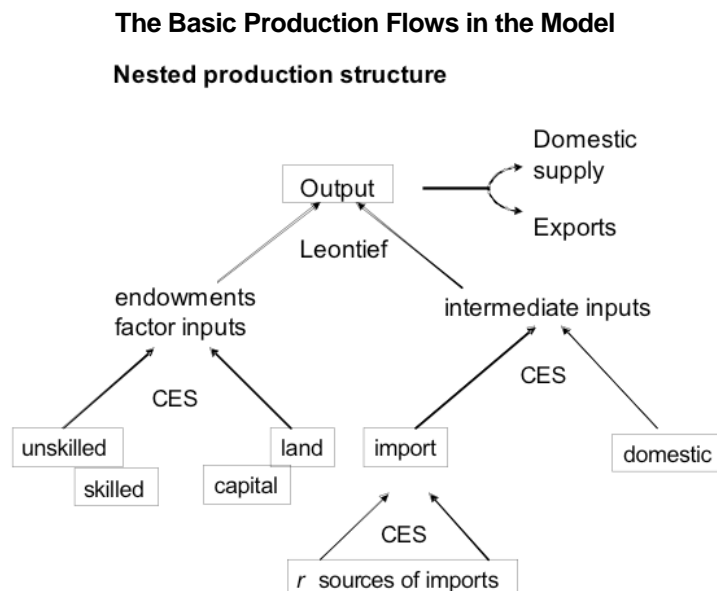 The Basic Production Flows in the Model
Nested production structure
Domestic
supply
Output
Exports
Leontief
endowments
factor inputs
intermediate inputs
CES
CES
unskilled
land
import
domestic
skilled
capital
CES
r sources of imports